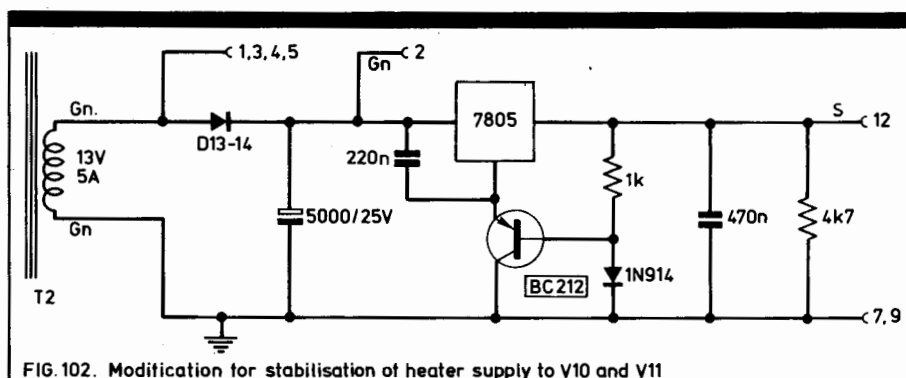 1,3,4,5
2
Gn
Gn.
D13-14
7805
S
12
13V
5A
220n
1k
5000/25V
470n
4k7
Gn
1N914
BC212
T2
7,9
FIG.102. Modification for stabilisation of heater supply to V10 and V11